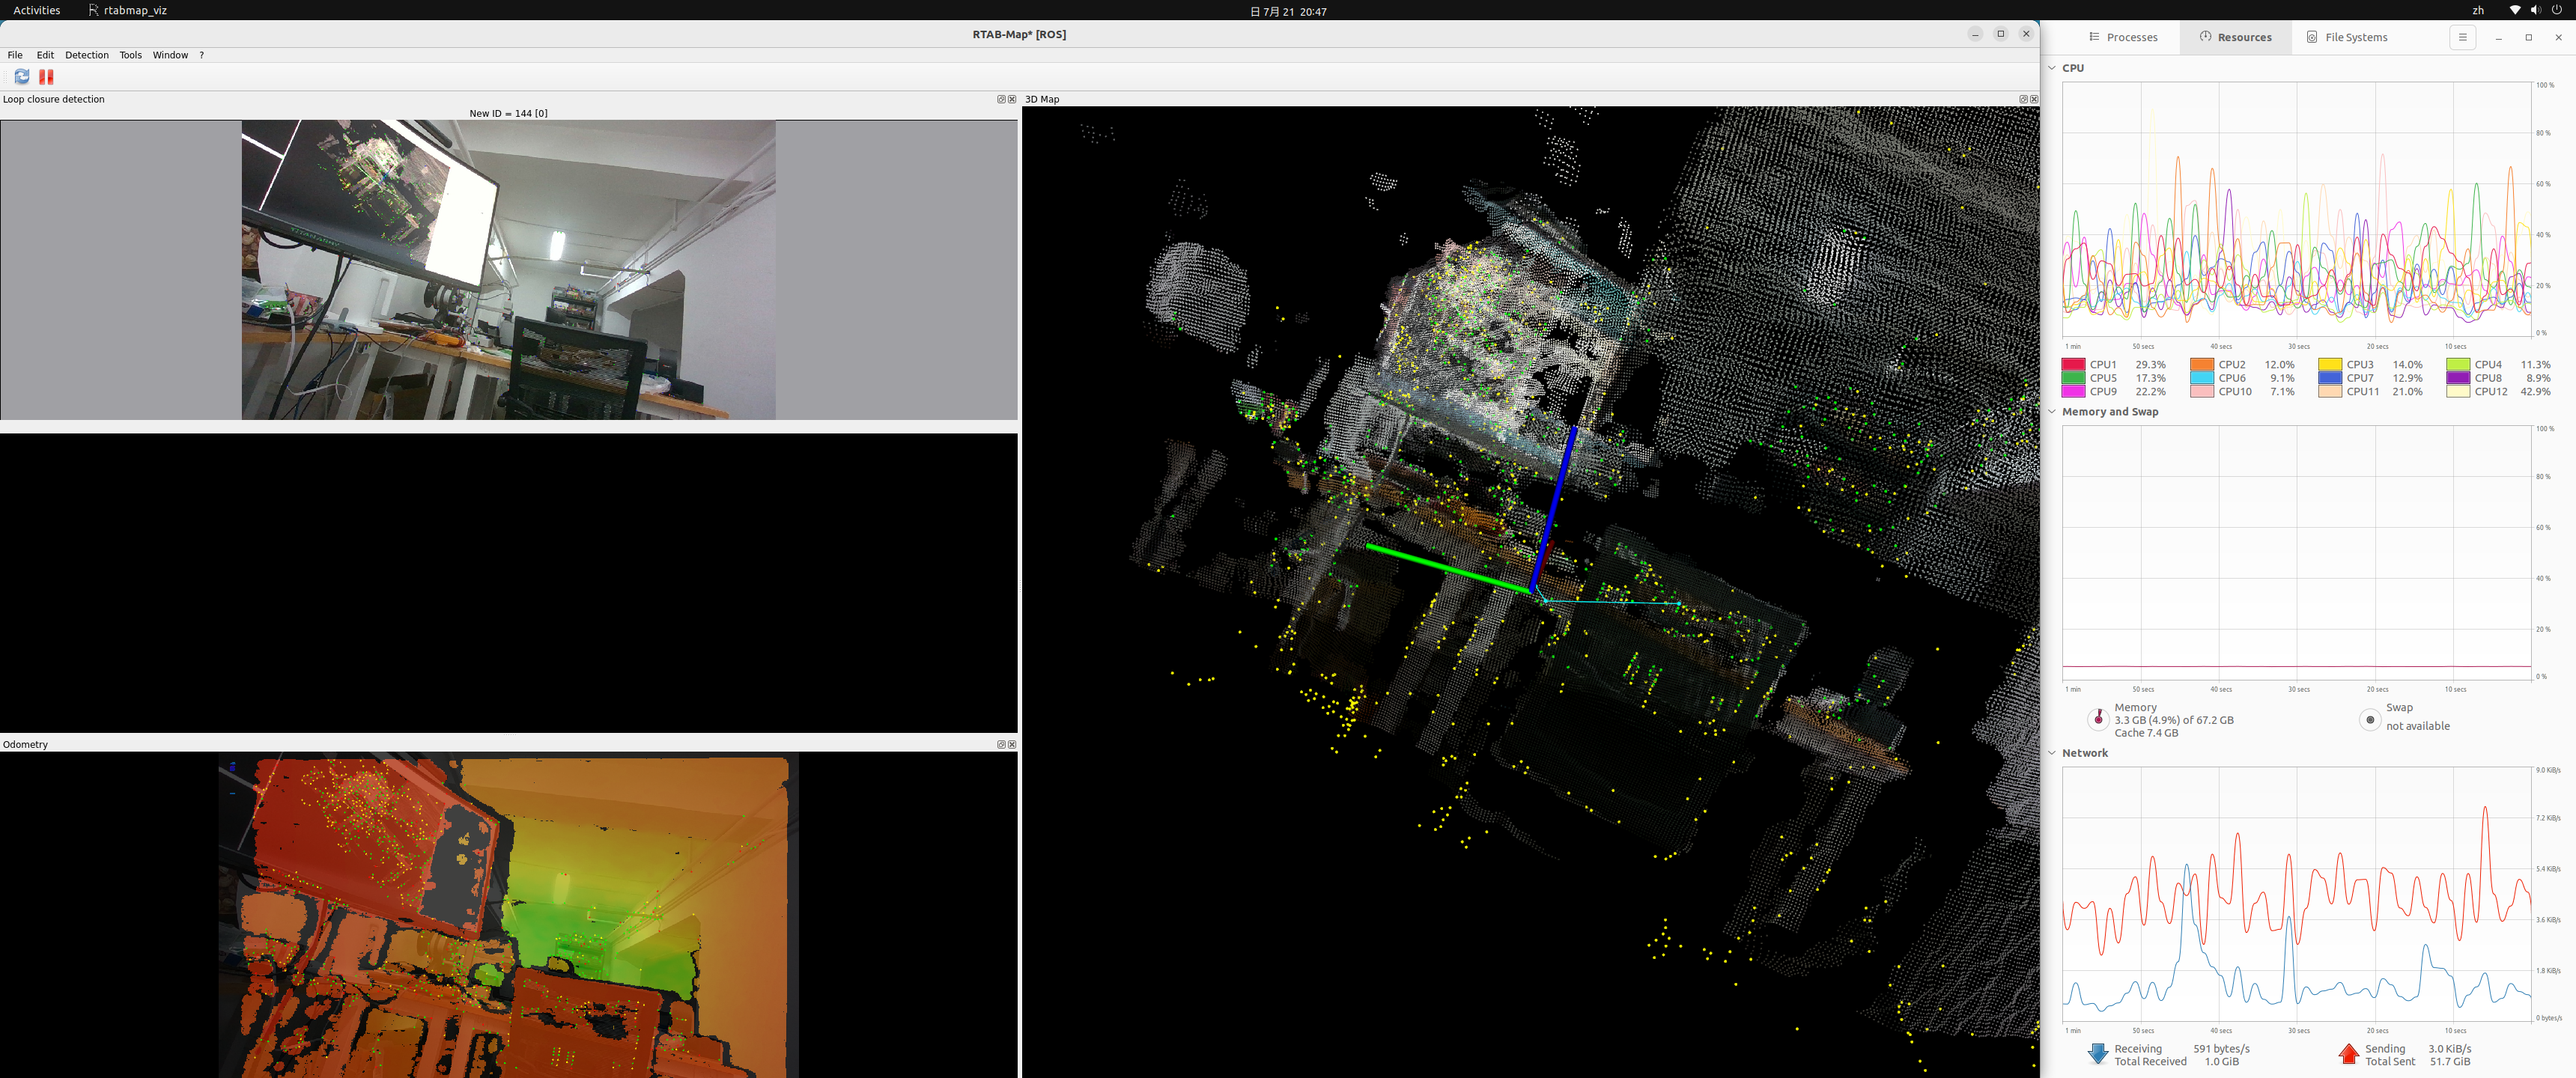 Activities
rtabmap_viz
日 7月 21 20:47
zh
RTAB-Map* [ROS]
File Edit Detection Tools Window ?
Loop closure detection
New ID = 144 [0]
Odometry
3D Map
Processes
Resources
File Systems
CPU
100 %
80 %
60 %
40 %
20 %
0 %
1 min 50 secs 40 secs 30 secs 20 secs 10 secs
CPU1 29.3% CPU2 12.0% CPU3 14.0% CPU4 11.3%
CPU5 17.3% CPU6 9.1% CPU7 12.9% CPU8 8.9%
CPU9 22.2% CPU10 7.1% CPU11 21.0% CPU12 42.9%
Memory and Swap
100 %
80 %
60 %
40 %
20 %
0 %
1 min 50 secs 40 secs 30 secs 20 secs 10 secs
Memory
3.3 GB (4.9%) of 67.2 GB
Cache 7.4 GB
Swap
not available
Network
9.0 KiB/s
7.2 KiB/s
5.4 KiB/s
3.6 KiB/s
1.8 KiB/s
0 bytes/s
1 min 50 secs 40 secs 30 secs 20 secs 10 secs
Receiving 591 bytes/s
Total Received 1.0 GiB
Sending 3.0 KiB/s
Total Sent 51.7 GiB